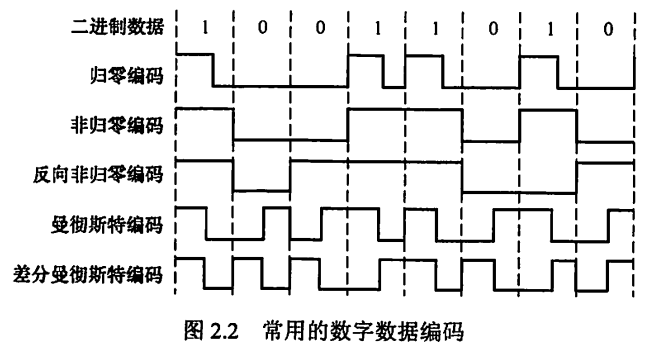 二进制数据 1 0 0 1 1 0 1 0
归零编码
非归零编码
反向非归零编码
曼彻斯特编码
差分曼彻斯特编码
图 2.2 常用的数字数据编码